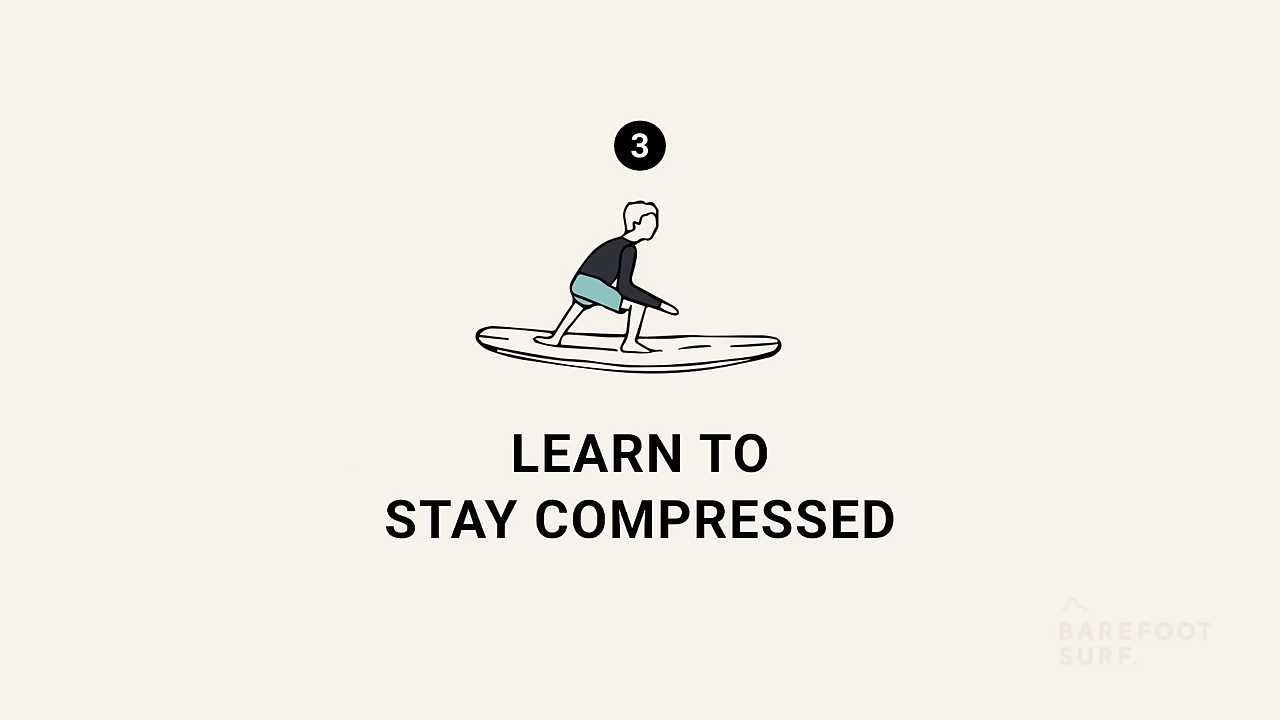 3
LEARN TO
STAY COMPRESSED
BAREFOOT
SURF.